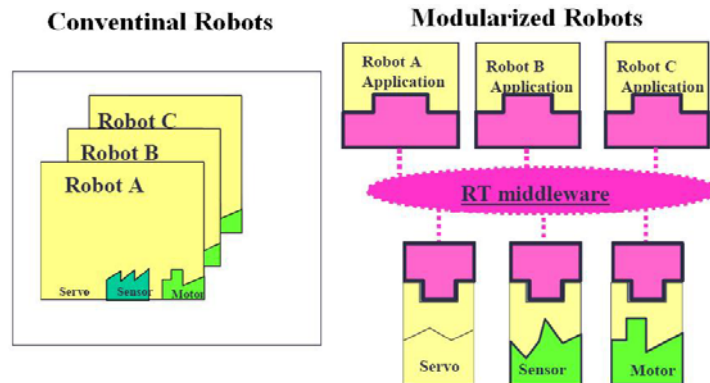 Conventinal Robots
Modularized Robots
Robot C
Robot B
Robot A
Servo
Sensor
Motor
Robot A
Application
Robot B
Application
Robot C
Application
RT middleware
Servo
Sensor
Motor